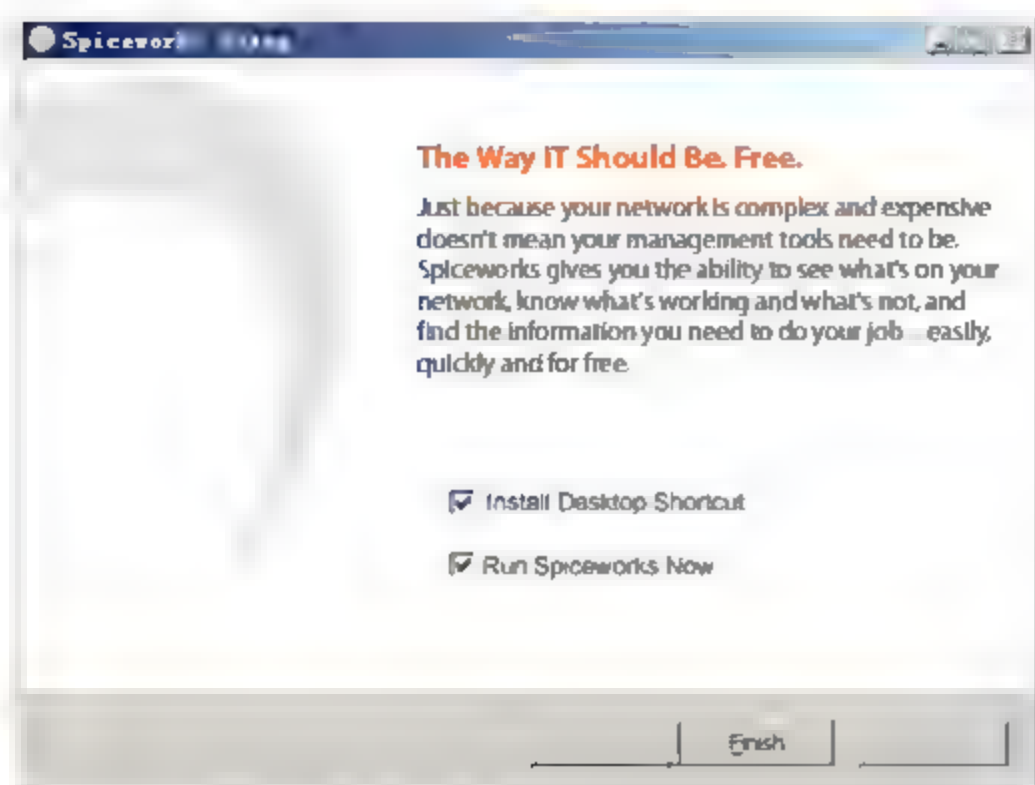 The Way IT Should Be. Free.
Just because your network is complex and expensive
doesn't mean your management tools need to be.
Spiceworks gives you the ability to see what's on your
network, know what's working and what's not, and
find the information you need to do your job easily,
quickly and for free.
Install Desktop Shortcut
Run Spiceworks Now
Finish